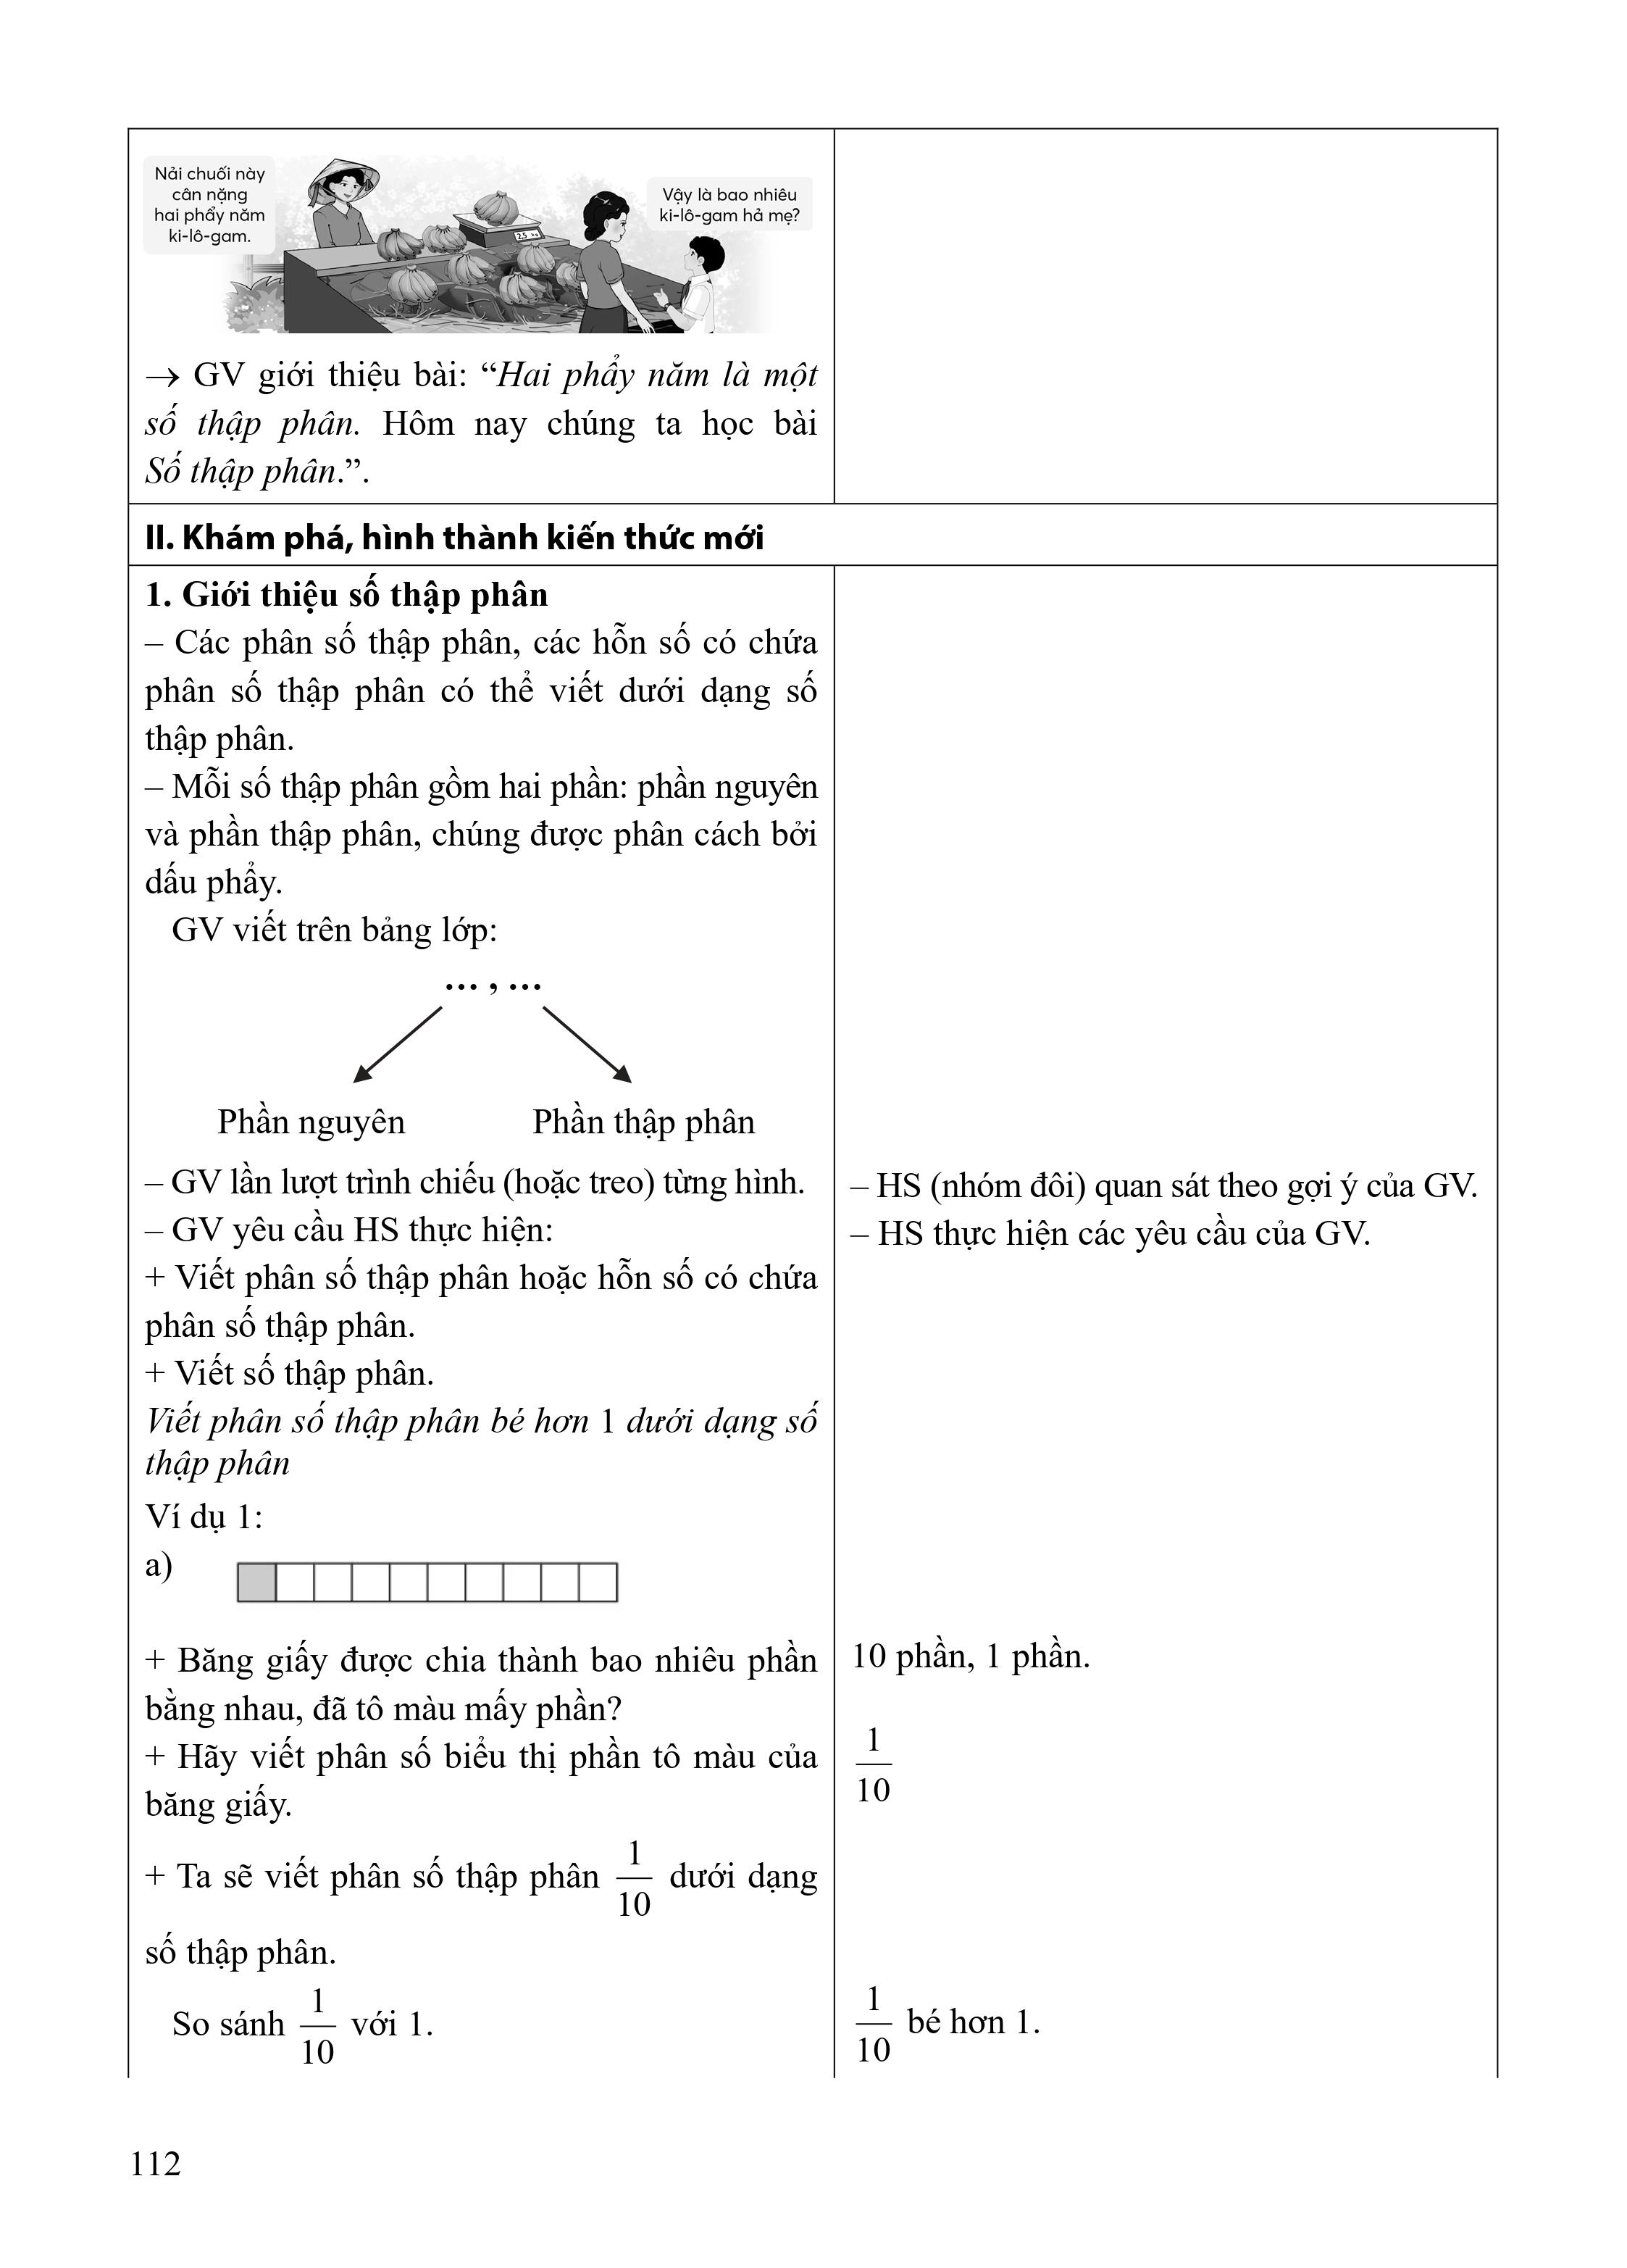 Nải chuối này
cân nặng
hai phẩy năm
ki-lô-gam.
Vậy là bao nhiêu
ki-lô-gam hả mẹ?
2,5 kg
→ GV giới thiệu bài: “Hai phẩy năm là một
số thập phân. Hôm nay chúng ta học bài
Số thập phân.”.
II. Khám phá, hình thành kiến thức mới
1. Giới thiệu số thập phân
– Các phân số thập phân, các hỗn số có chứa
phân số thập phân có thể viết dưới dạng số
thập phân.
– Mỗi số thập phân gồm hai phần: phần nguyên
và phần thập phân, chúng được phân cách bởi
dấu phẩy.
GV viết trên bảng lớp:
... , ...
Phần nguyên Phần thập phân
– GV lần lượt trình chiếu (hoặc treo) từng hình.
– GV yêu cầu HS thực hiện:
+ Viết phân số thập phân hoặc hỗn số có chứa
phân số thập phân.
+ Viết số thập phân.
Viết phân số thập phân bé hơn 1 dưới dạng số
thập phân
Ví dụ 1:
a)
+ Băng giấy được chia thành bao nhiêu phần
bằng nhau, đã tô màu mấy phần?
+ Hãy viết phân số biểu thị phần tô màu của
băng giấy.
+ Ta sẽ viết phân số thập phân 1/10 dưới dạng
số thập phân.
So sánh 1/10 với 1.
– HS (nhóm đôi) quan sát theo gợi ý của GV.
– HS thực hiện các yêu cầu của GV.
10 phần, 1 phần.
1/10
1/10 bé hơn 1.
112